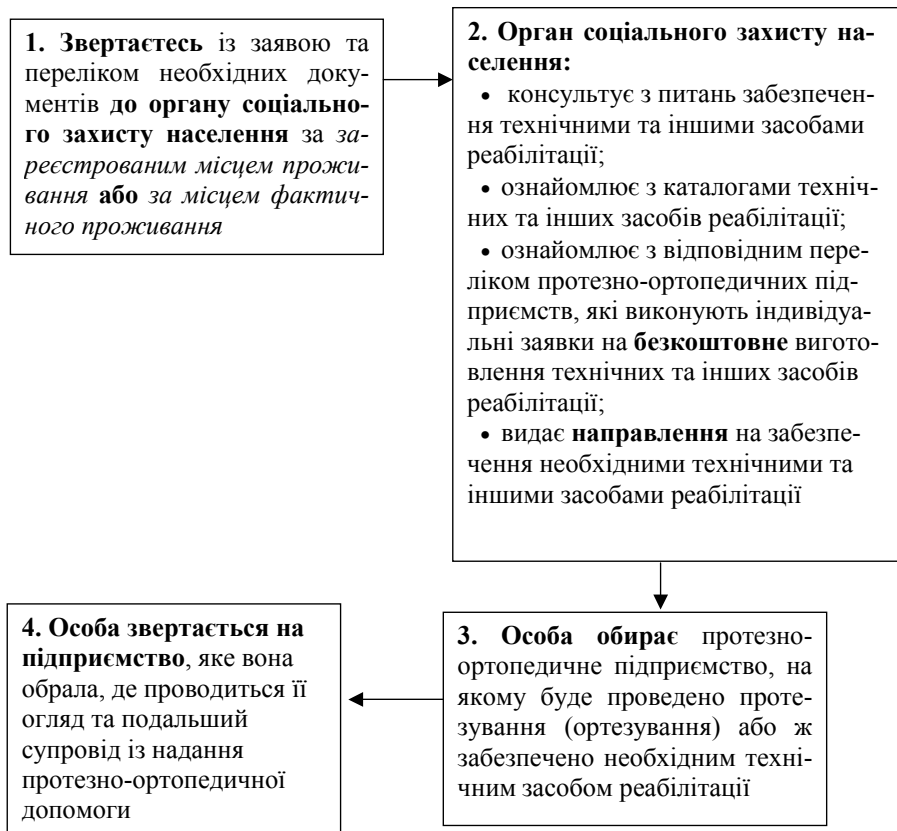 1. Звертаєтесь із заявою та
переліком необхідних доку-
ментів до органу соціально-
го захисту населення за за-
реєстрованим місцем прожи-
вання або за місцем фактич-
ного проживання
2. Орган соціального захисту на-
селення:
• консультує з питань забезпечен-
ня технічними та іншими засобами
реабілітації;
• ознайомлює з каталогами техніч-
них та інших засобів реабілітації;
• ознайомлює з відповідним пере-
ліком протезно-ортопедичних під-
приємств, які виконують індивіду-
альні заявки на безкоштовне виго-
товлення технічних та інших засобів
реабілітації;
• видає направлення на забезпе-
чення необхідними технічними та
іншими засобами реабілітації
3. Особа обирає протезно-
ортопедичне підприємство, на
якому буде проведено проте-
зування (ортезування) або ж
забезпечено необхідним техні-
чним засобом реабілітації
4. Особа звертається на
підприємство, яке вона
обрала, де проводиться її
огляд та подальший
супровід із надання
протезно-ортопедичної
допомоги